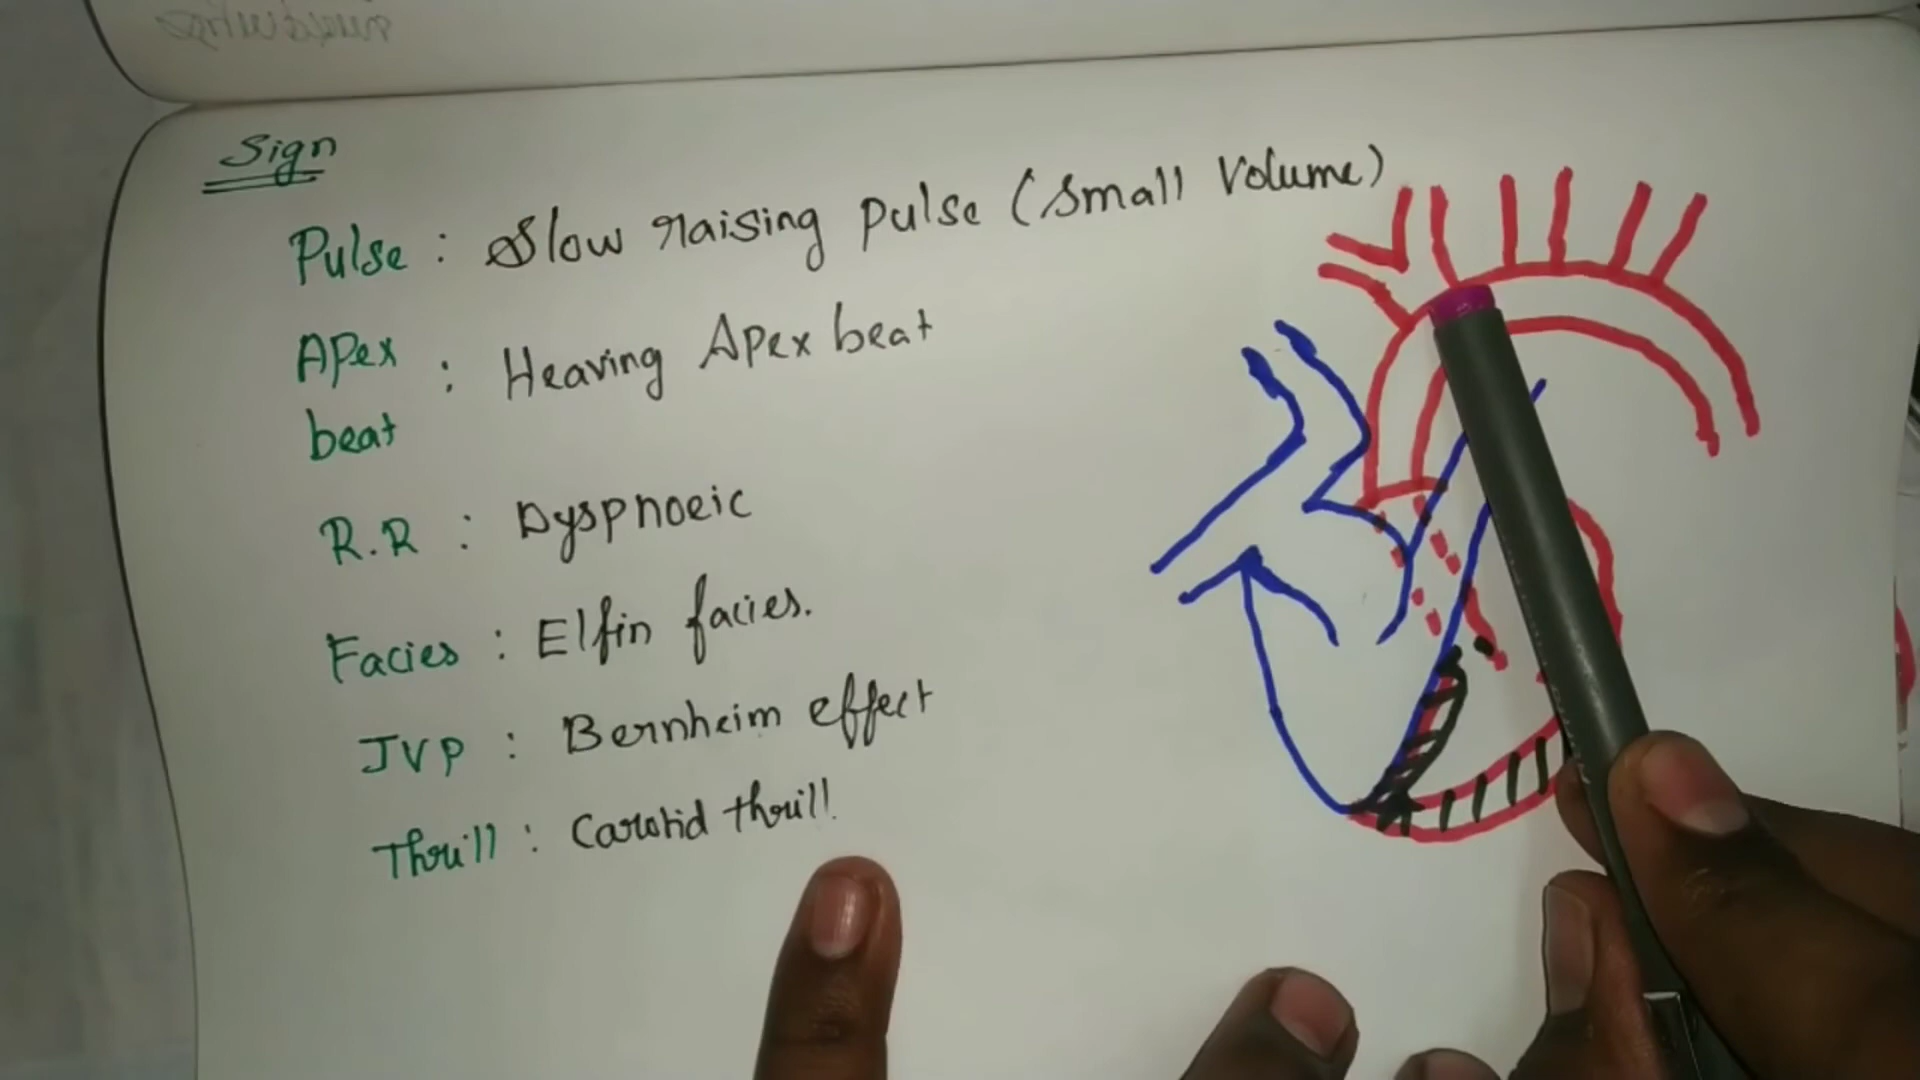 Sign
Pulse : Slow raising pulse (small volume)
Apex beat : Heaving Apex beat
R.R : Dyspnoeic
Facies : Elfin facies.
JVP : Bernheim effect
Thrill : Carotid thrill